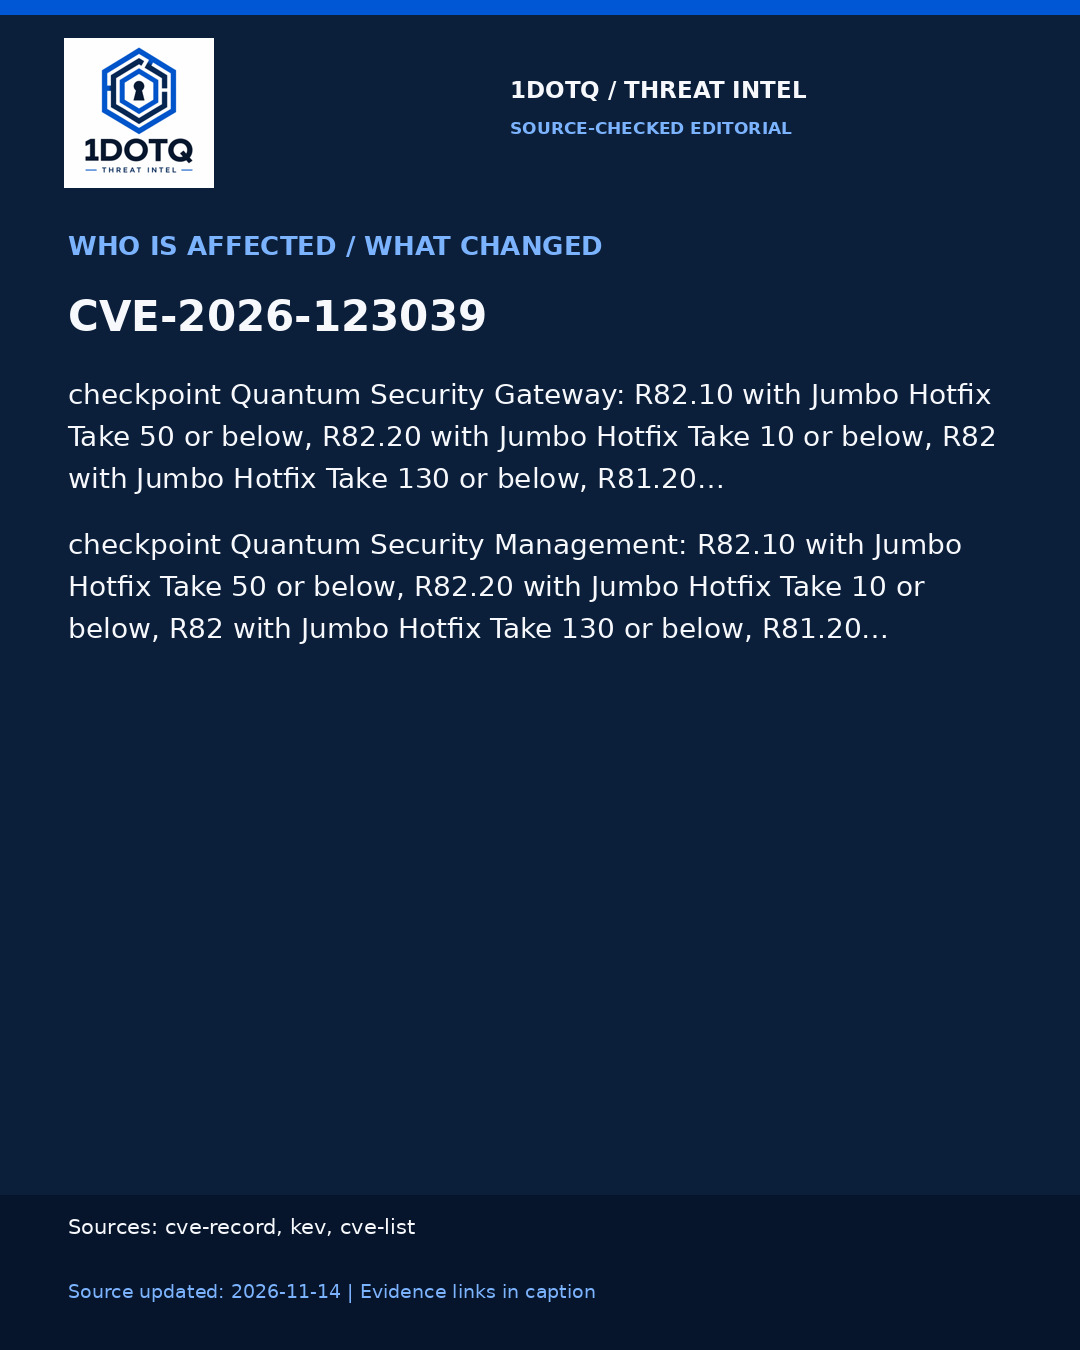 1DOTQ
THREAT INTEL
1DOTQ / THREAT INTEL
SOURCE-CHECKED EDITORIAL
WHO IS AFFECTED / WHAT CHANGED
CVE-2026-123039
checkpoint Quantum Security Gateway: R82.10 with Jumbo Hotfix
Take 50 or below, R82.20 with Jumbo Hotfix Take 10 or below, R82
with Jumbo Hotfix Take 130 or below, R81.20...
checkpoint Quantum Security Management: R82.10 with Jumbo
Hotfix Take 50 or below, R82.20 with Jumbo Hotfix Take 10 or
below, R82 with Jumbo Hotfix Take 130 or below, R81.20...
Sources: cve-record, kev, cve-list
Source updated: 2026-11-14 | Evidence links in caption